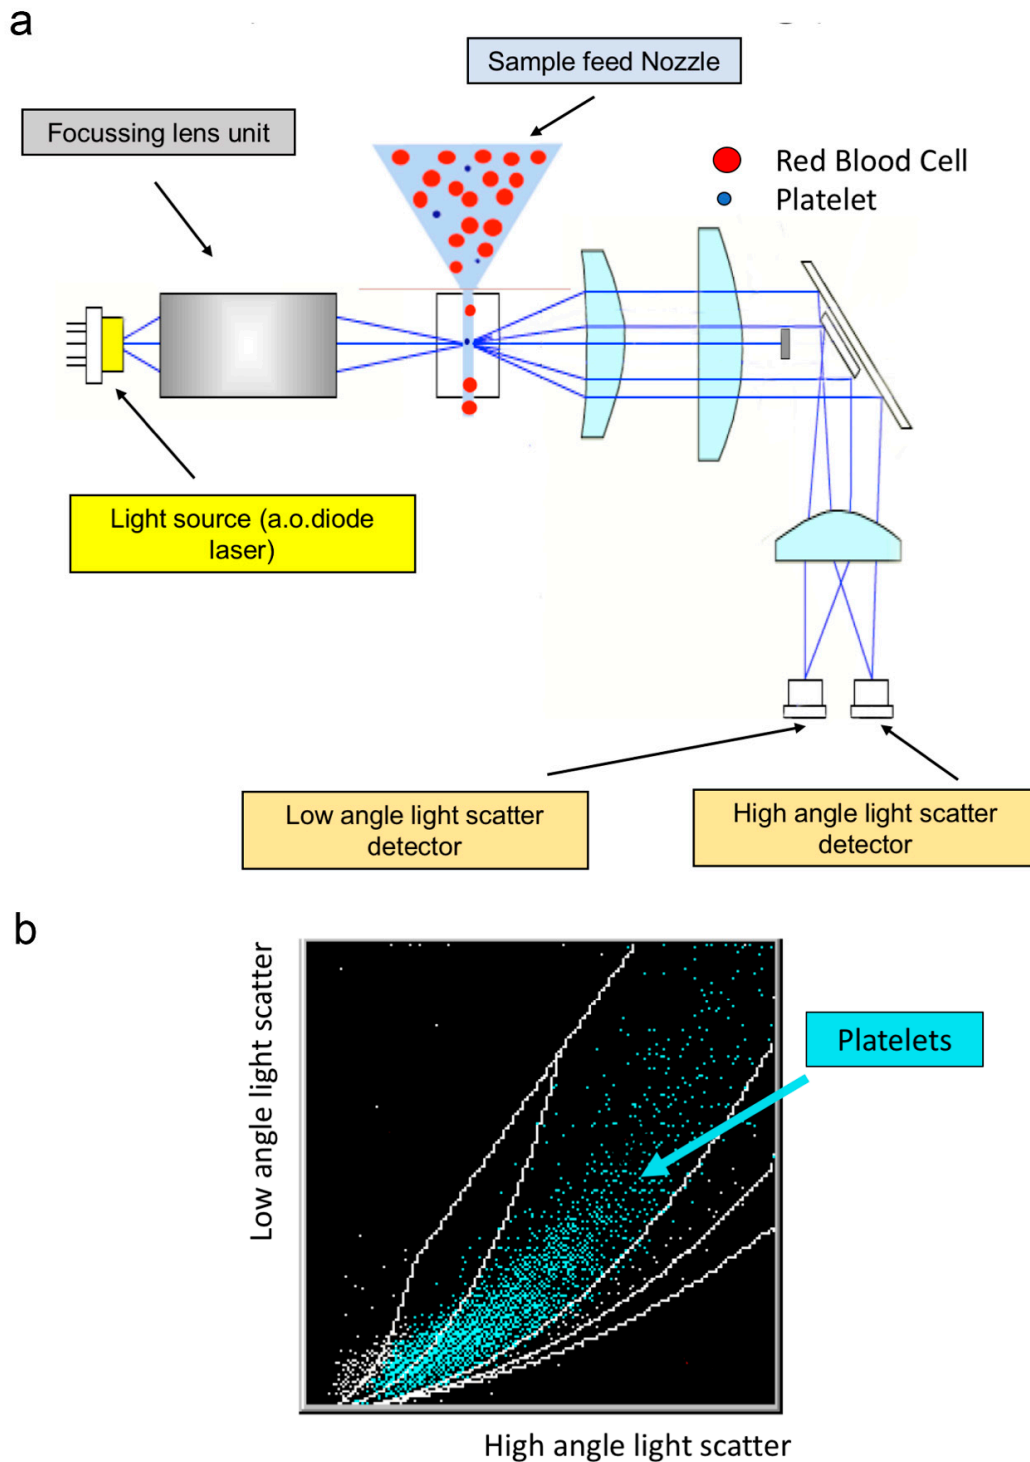 a
Sample feed Nozzle
Focussing lens unit
Red Blood Cell
Platelet
Light source (a.o.diode
laser)
Low angle light scatter
detector
High angle light scatter
detector
b
Low angle light scatter
Platelets
High angle light scatter